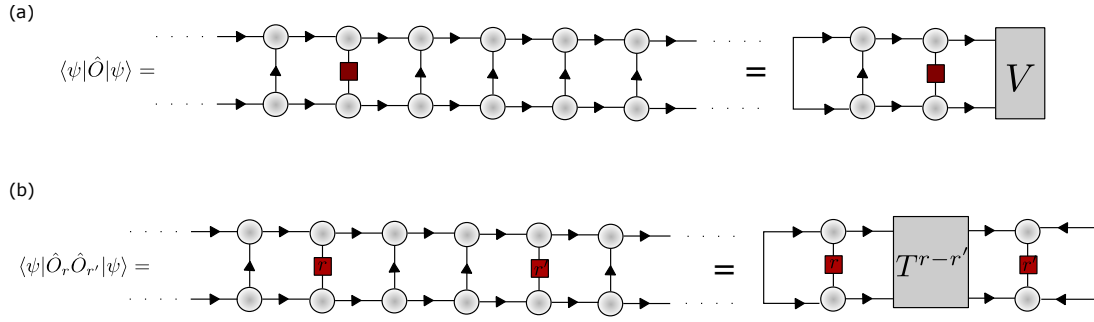 (a)
⟨ψ|Ô|ψ⟩ =
=
V
(b)
⟨ψ|Ô_r Ô_{r'}|ψ⟩ =
r
r'
=
r
T^{r−r'}
r'